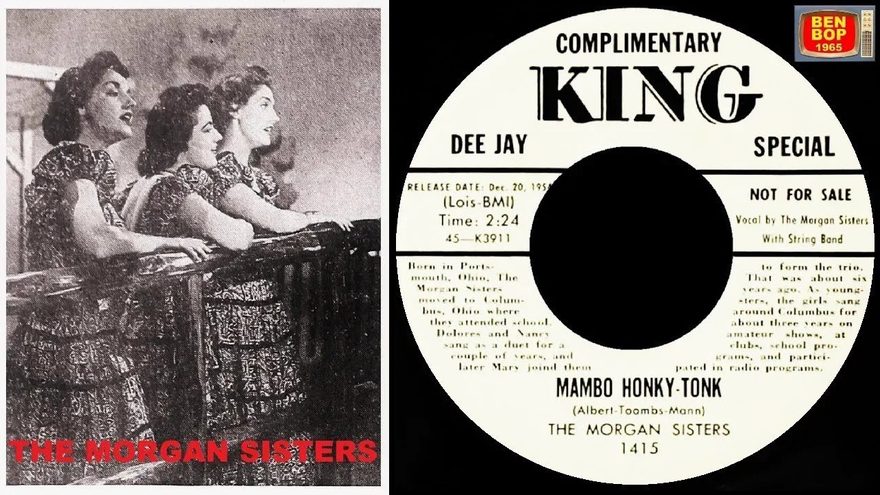 THE MORGAN SISTERS
BEN
BOP
1965
COMPLIMENTARY
KING
DEE JAY
SPECIAL
RELEASE DATE: Dec. 20, 195
(Lois-BMI)
Time: 2:24
45—K3911
NOT FOR SALE
Vocal by The Morgan Sisters
With String Band
Born in Ports-
mouth, Ohio, The
Morgan Sisters
moved to Colum-
bus, Ohio where
they attended school.
Dolores and Nancy
sang as a duet for a
couple of years, and
later Mary joined them
to form the trio.
That was about six
years ago. As young-
sters, the girls sang
around Columbus for
about three years on
amateur shows, at
clubs, school pro-
grams, and partici-
pated in radio programs.
MAMBO HONKY-TONK
(Albert-Toombs-Mann)
THE MORGAN SISTERS
1415